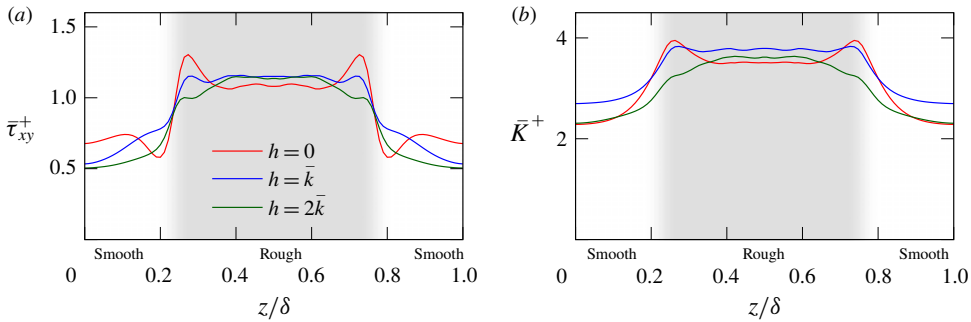 (a)
1.5
1.0
0.5
τ̄⁺xy
h = 0
h = k̄
h = 2k̄
Smooth Rough Smooth
0 0.2 0.4 0.6 0.8 1.0
z/δ
(b)
4
2
K̄⁺
Smooth Rough Smooth
0 0.2 0.4 0.6 0.8 1.0
z/δ